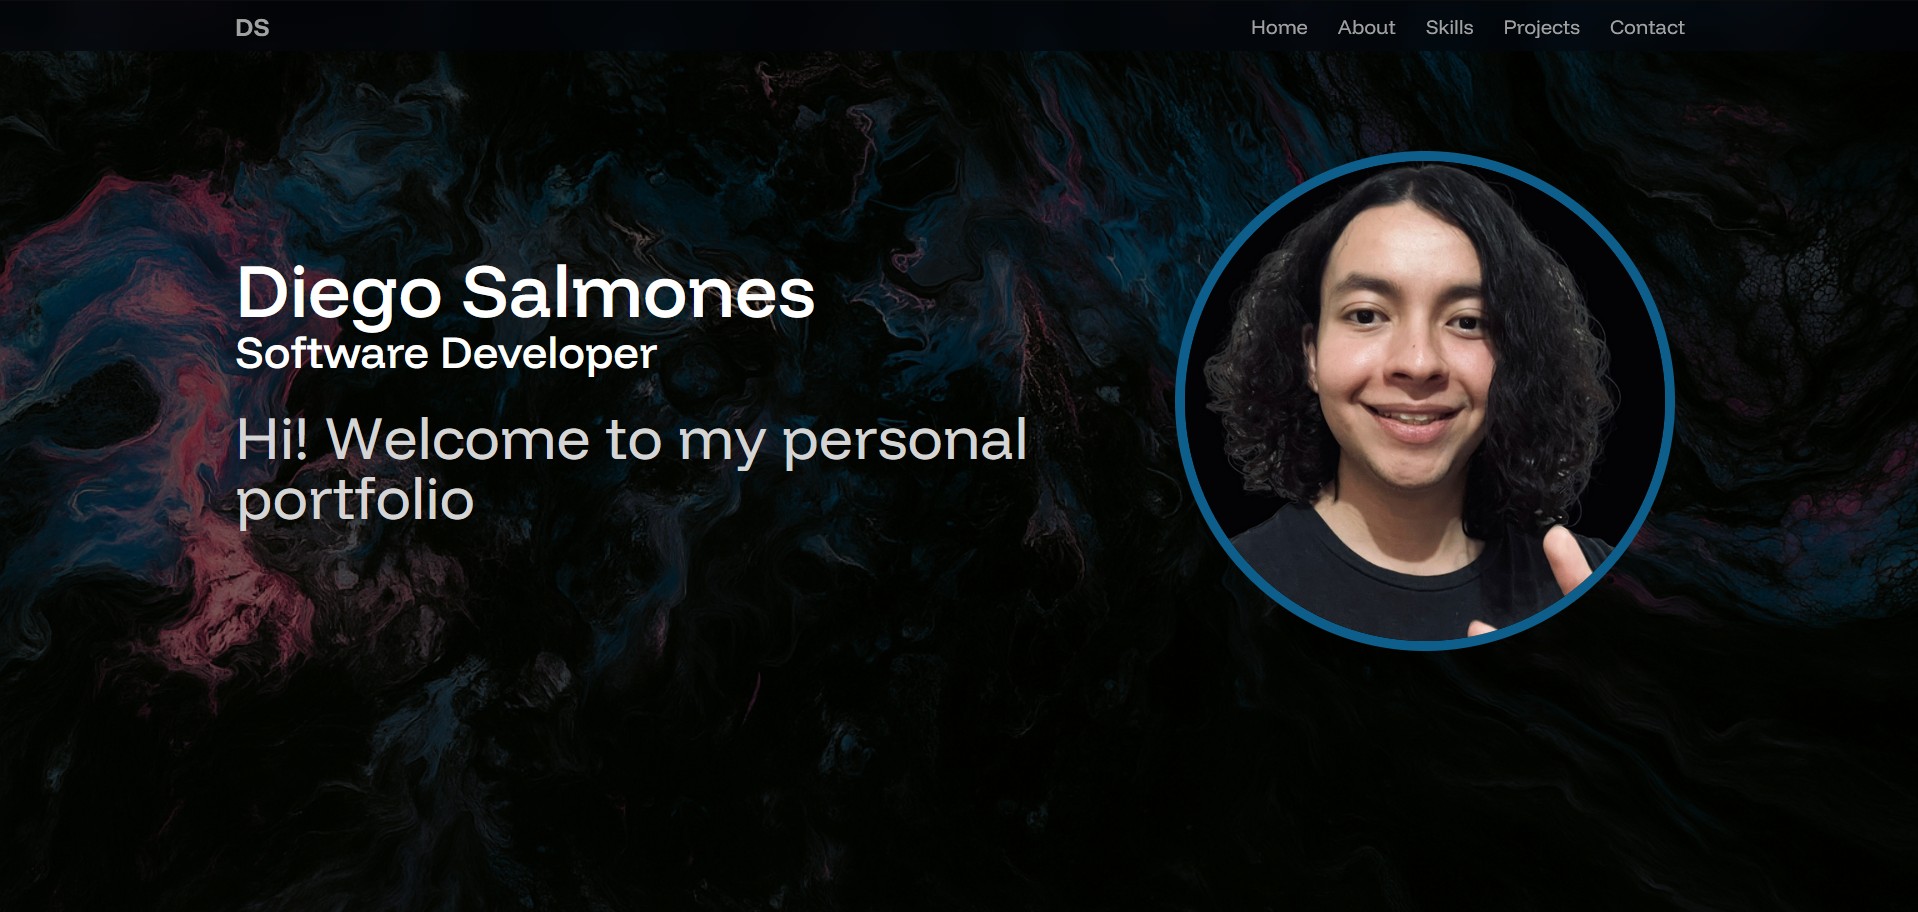 DS
Home About Skills Projects Contact
Diego Salmones
Software Developer
Hi! Welcome to my personal
portfolio